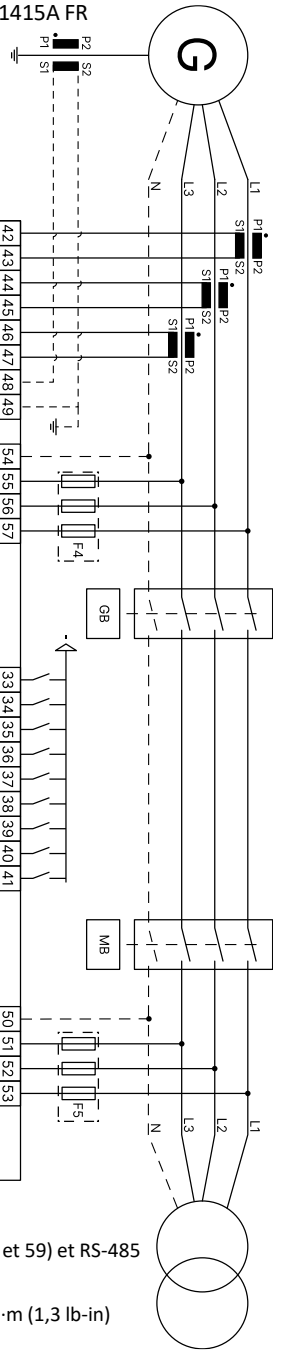 1415A FR
P1 P2
S1 S2
G
N
L3
L2
L1
S1 P1
S2 P2
S1 P1
S2 P2
S1 P1
S2 P2
42 43 44 45 46 47 48 49 54 55 56 57
F4
GB
33 34 35 36 37 38 39 40 41
MB
50 51 52 53
F5
N
L3
L2
L1
et 59) et RS-485
·m (1,3 lb-in)